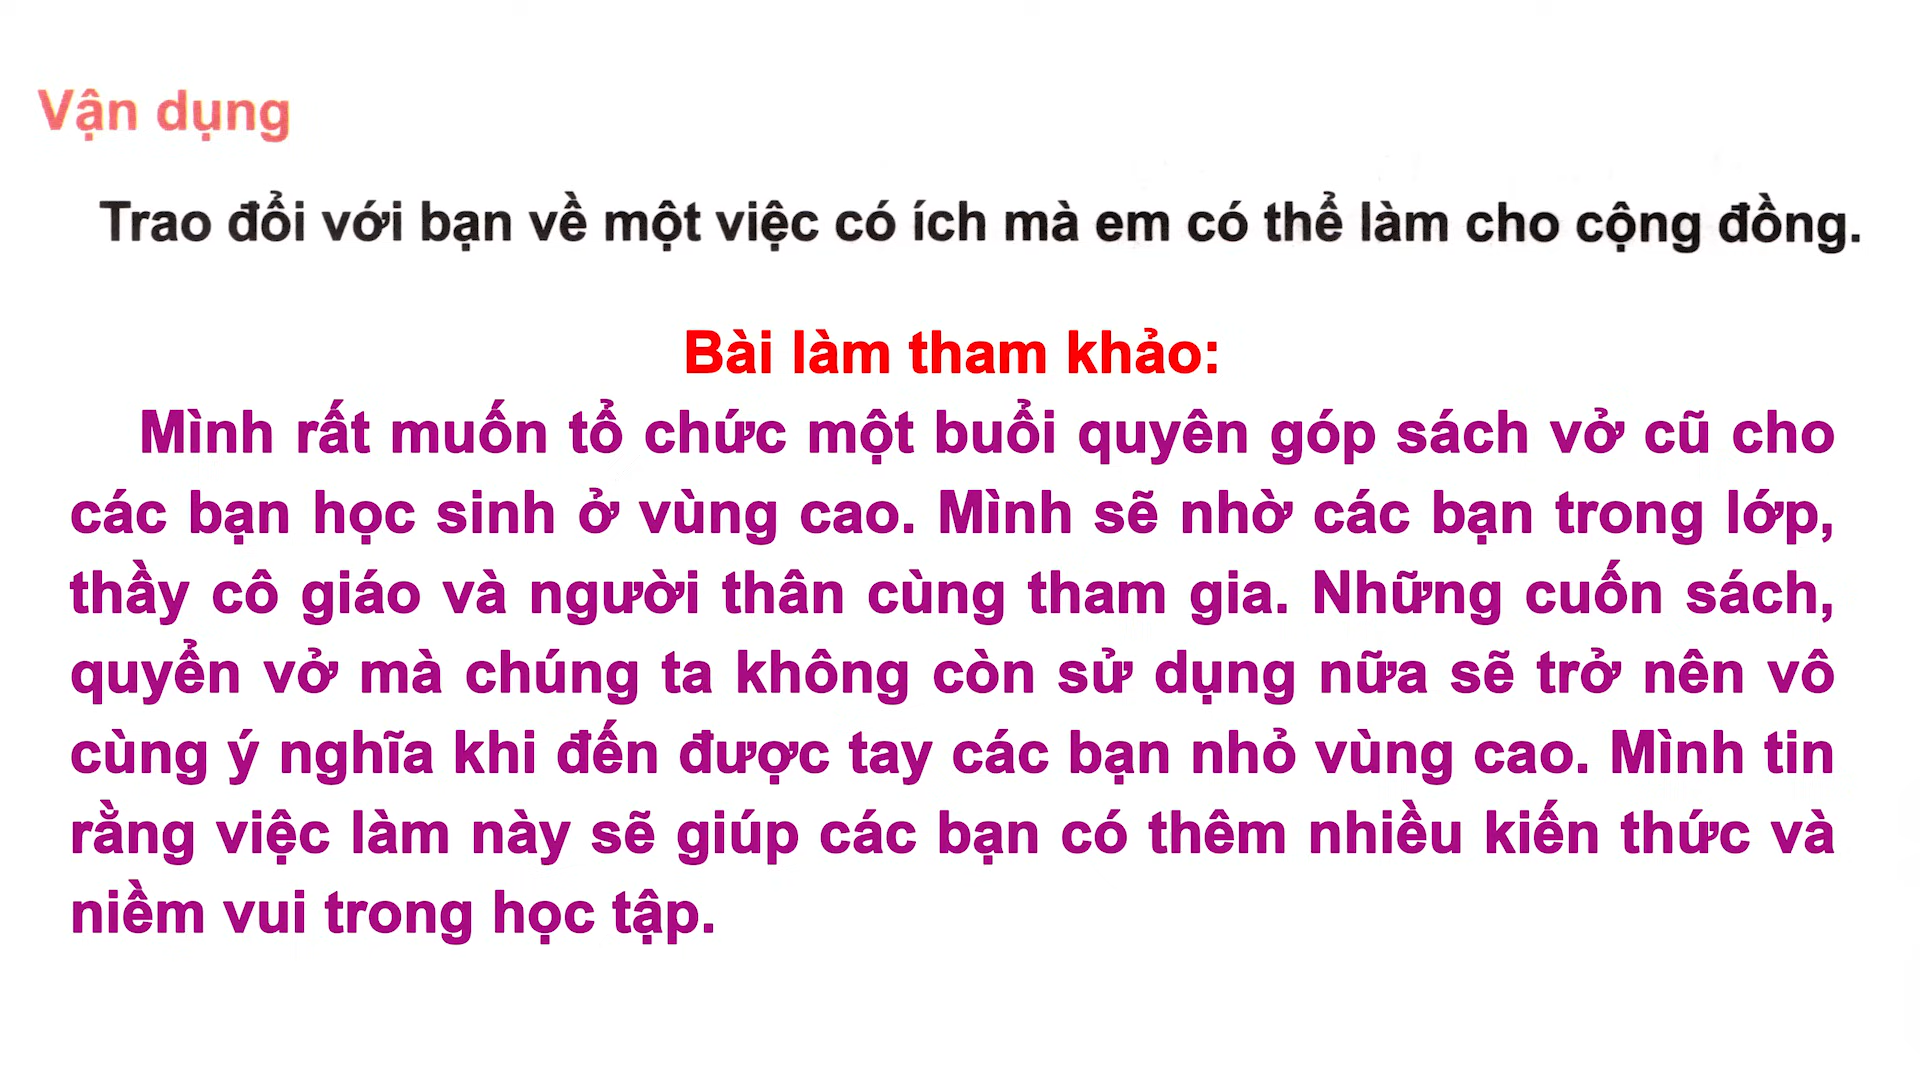 Vận dụng
Trao đổi với bạn về một việc có ích mà em có thể làm cho cộng đồng.
Bài làm tham khảo:
Mình rất muốn tổ chức một buổi quyên góp sách vở cũ cho
các bạn học sinh ở vùng cao. Mình sẽ nhờ các bạn trong lớp,
thầy cô giáo và người thân cùng tham gia. Những cuốn sách,
quyển vở mà chúng ta không còn sử dụng nữa sẽ trở nên vô
cùng ý nghĩa khi đến được tay các bạn nhỏ vùng cao. Mình tin
rằng việc làm này sẽ giúp các bạn có thêm nhiều kiến thức và
niềm vui trong học tập.